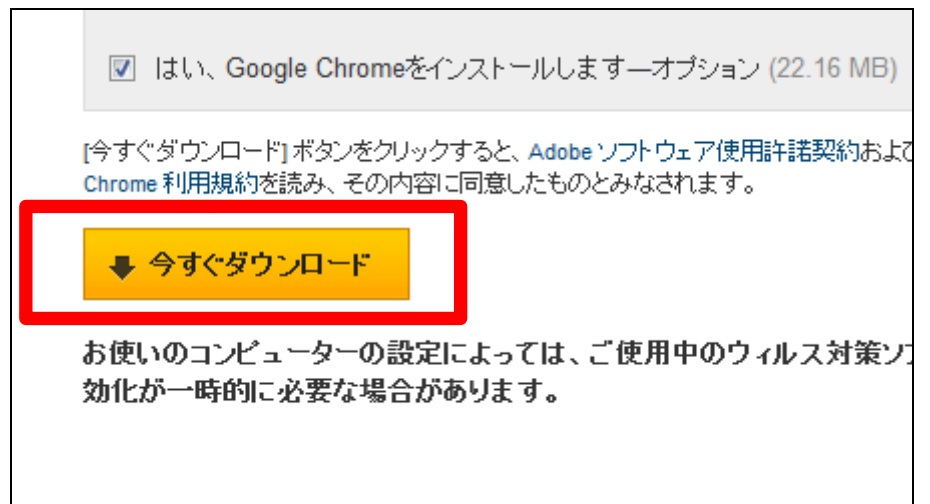 はい、Google Chromeをインストールします—オプション (22.16 MB)
[今すぐダウンロード] ボタンをクリックすると、Adobe ソフトウェア使用許諾契約および
Chrome 利用規約を読み、その内容に同意したものとみなされます。
今すぐダウンロード
お使いのコンピューターの設定によっては、ご使用中のウィルス対策ソ
効化が一時的に必要な場合があります。